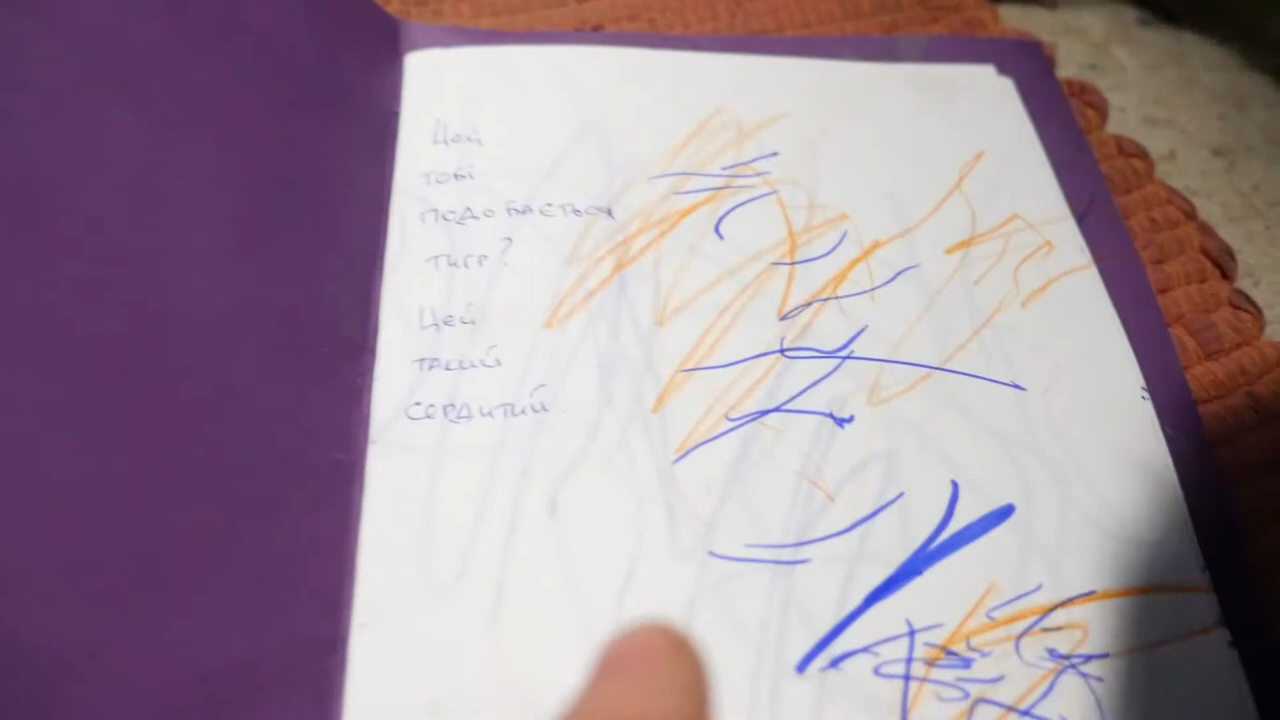 Цей
тобі
подобається
тигр?
Цей
такий
сердитий